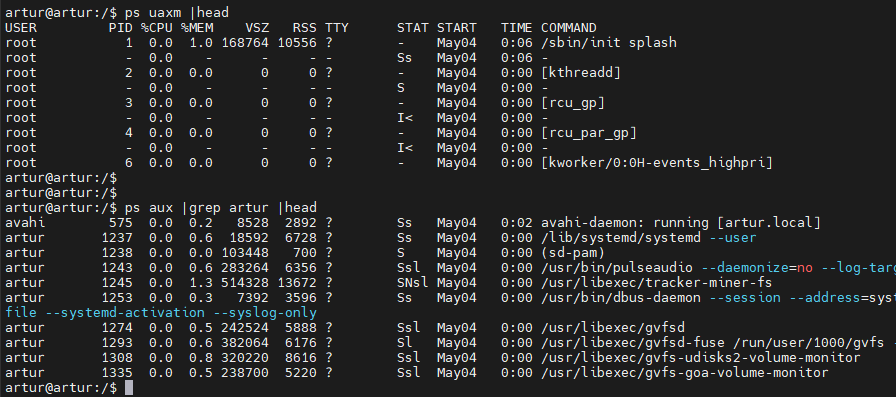 artur@artur:/$ ps uaxm |head
USER PID %CPU %MEM VSZ RSS TTY STAT START TIME COMMAND
root 1 0.0 1.0 168764 10556 ? - May04 0:06 /sbin/init splash
root - 0.0 - - - - Ss May04 0:06 -
root 2 0.0 0.0 0 0 ? - May04 0:00 [kthreadd]
root - 0.0 - - - - S May04 0:00 -
root 3 0.0 0.0 0 0 ? - May04 0:00 [rcu_gp]
root - 0.0 - - - - I< May04 0:00 -
root 4 0.0 0.0 0 0 ? - May04 0:00 [rcu_par_gp]
root - 0.0 - - - - I< May04 0:00 -
root 6 0.0 0.0 0 0 ? - May04 0:00 [kworker/0:0H-events_highpri]
artur@artur:/$
artur@artur:/$
artur@artur:/$ ps aux |grep artur |head
avahi 575 0.0 0.2 8528 2892 ? Ss May04 0:02 avahi-daemon: running [artur.local]
artur 1237 0.0 0.6 18592 6728 ? Ss May04 0:00 /lib/systemd/systemd --user
artur 1238 0.0 0.0 103448 700 ? S May04 0:00 (sd-pam)
artur 1243 0.0 0.6 283264 6356 ? Ssl May04 0:00 /usr/bin/pulseaudio --daemonize=no --log-targ
artur 1245 0.0 1.3 514328 13672 ? SNsl May04 0:00 /usr/libexec/tracker-miner-fs
artur 1253 0.0 0.3 7392 3596 ? Ss May04 0:00 /usr/bin/dbus-daemon --session --address=sys
file --systemd-activation --syslog-only
artur 1274 0.0 0.5 242524 5888 ? Ssl May04 0:00 /usr/libexec/gvfsd
artur 1293 0.0 0.6 382064 6176 ? Sl May04 0:00 /usr/libexec/gvfsd-fuse /run/user/1000/gvfs -
artur 1308 0.0 0.8 320220 8616 ? Ssl May04 0:00 /usr/libexec/gvfs-udisks2-volume-monitor
artur 1335 0.0 0.5 238700 5220 ? Ssl May04 0:00 /usr/libexec/gvfs-goa-volume-monitor
artur@artur:/$